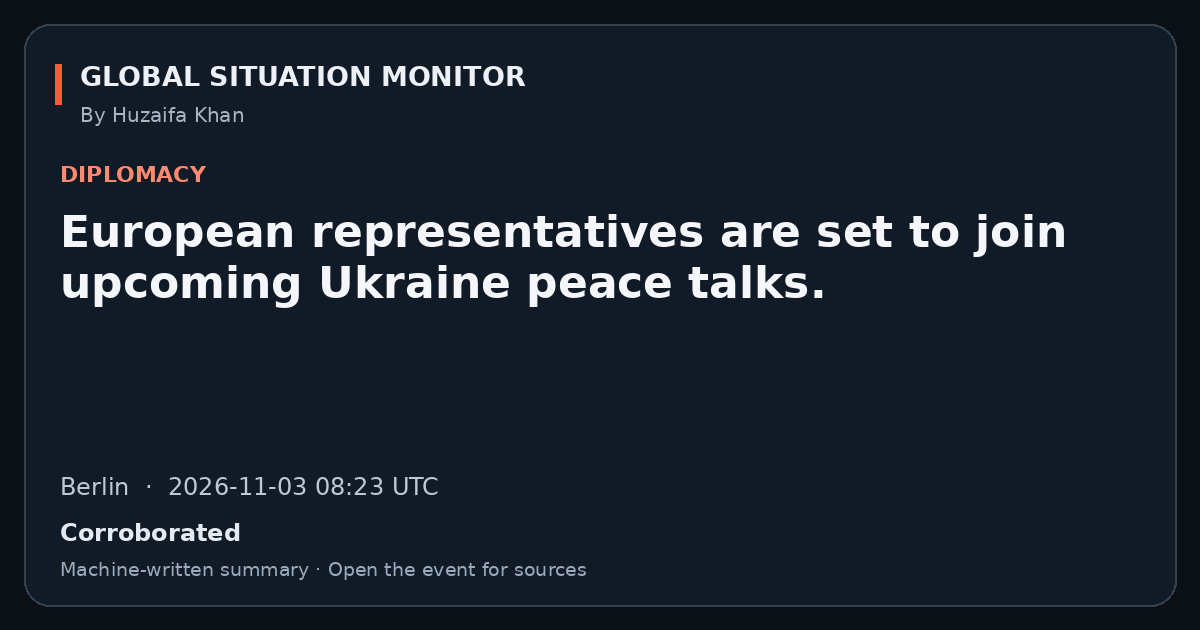 GLOBAL SITUATION MONITOR
By Huzaifa Khan
DIPLOMACY
European representatives are set to join
upcoming Ukraine peace talks.
Berlin · 2026-11-03 08:23 UTC
Corroborated
Machine-written summary · Open the event for sources